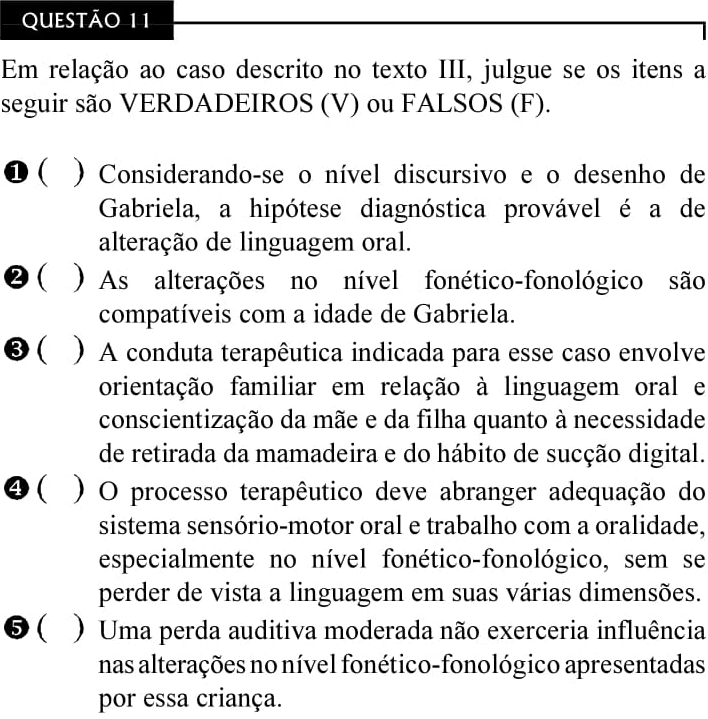 QUESTÃO 11
Em relação ao caso descrito no texto III, julgue se os itens a
seguir são VERDADEIROS (V) ou FALSOS (F).
❶ ( ) Considerando-se o nível discursivo e o desenho de
Gabriela, a hipótese diagnóstica provável é a de
alteração de linguagem oral.
❷ ( ) As alterações no nível fonético-fonológico são
compatíveis com a idade de Gabriela.
❸ ( ) A conduta terapêutica indicada para esse caso envolve
orientação familiar em relação à linguagem oral e
conscientização da mãe e da filha quanto à necessidade
de retirada da mamadeira e do hábito de sucção digital.
❹ ( ) O processo terapêutico deve abranger adequação do
sistema sensório-motor oral e trabalho com a oralidade,
especialmente no nível fonético-fonológico, sem se
perder de vista a linguagem em suas várias dimensões.
❺ ( ) Uma perda auditiva moderada não exerceria influência
nas alterações no nível fonético-fonológico apresentadas
por essa criança.